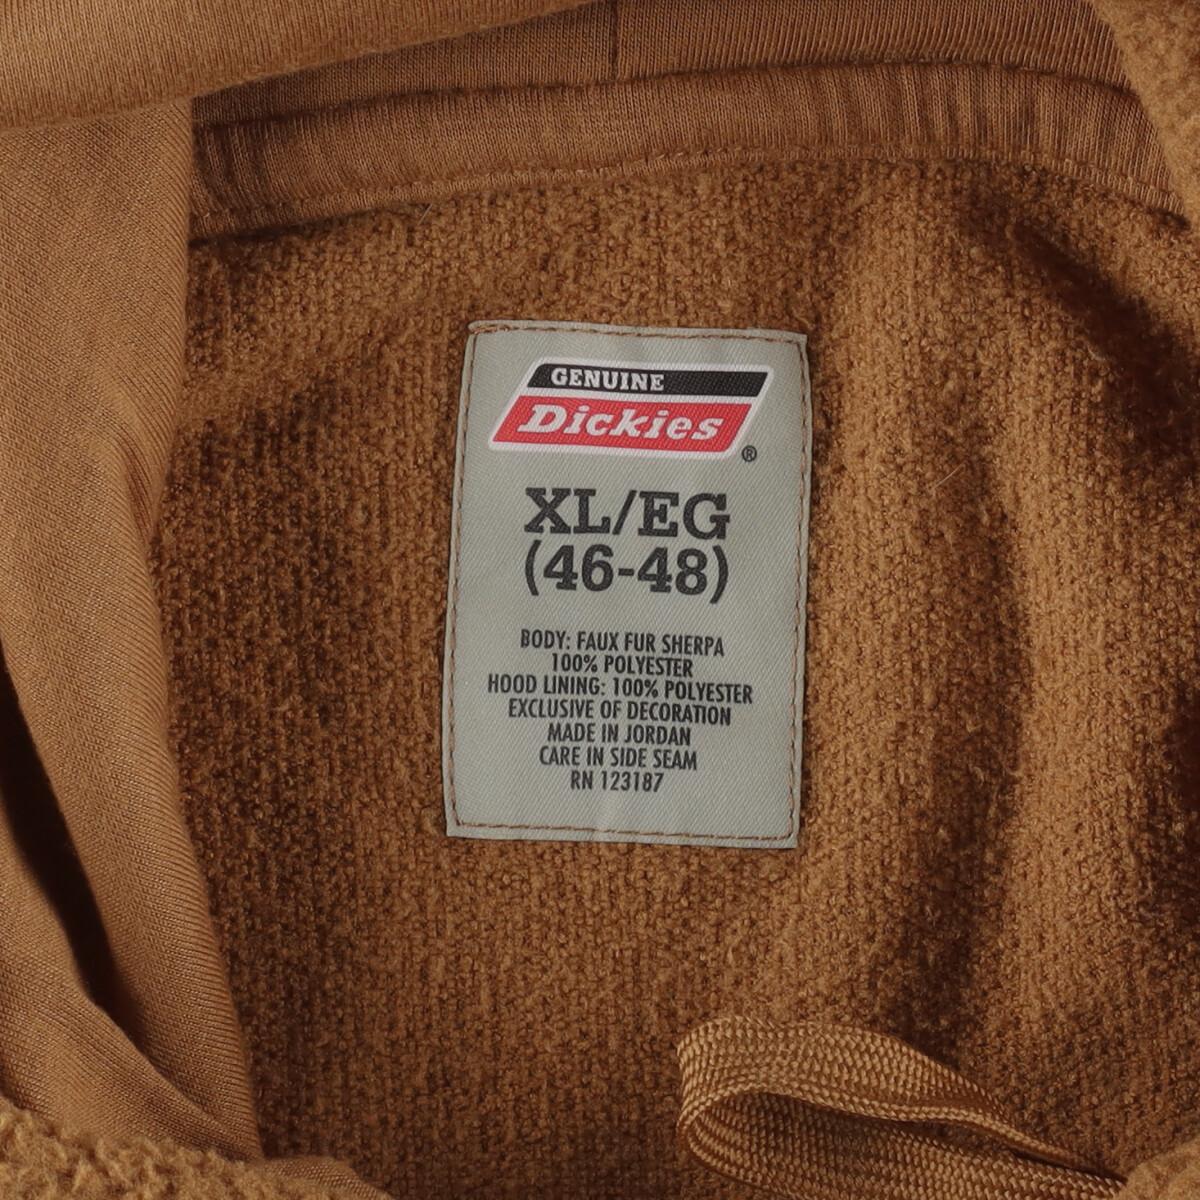 GENUINE
Dickies
®
XL/EG
(46-48)
BODY: FAUX FUR SHERPA
100% POLYESTER
HOOD LINING: 100% POLYESTER
EXCLUSIVE OF DECORATION
MADE IN JORDAN
CARE IN SIDE SEAM
RN 123187